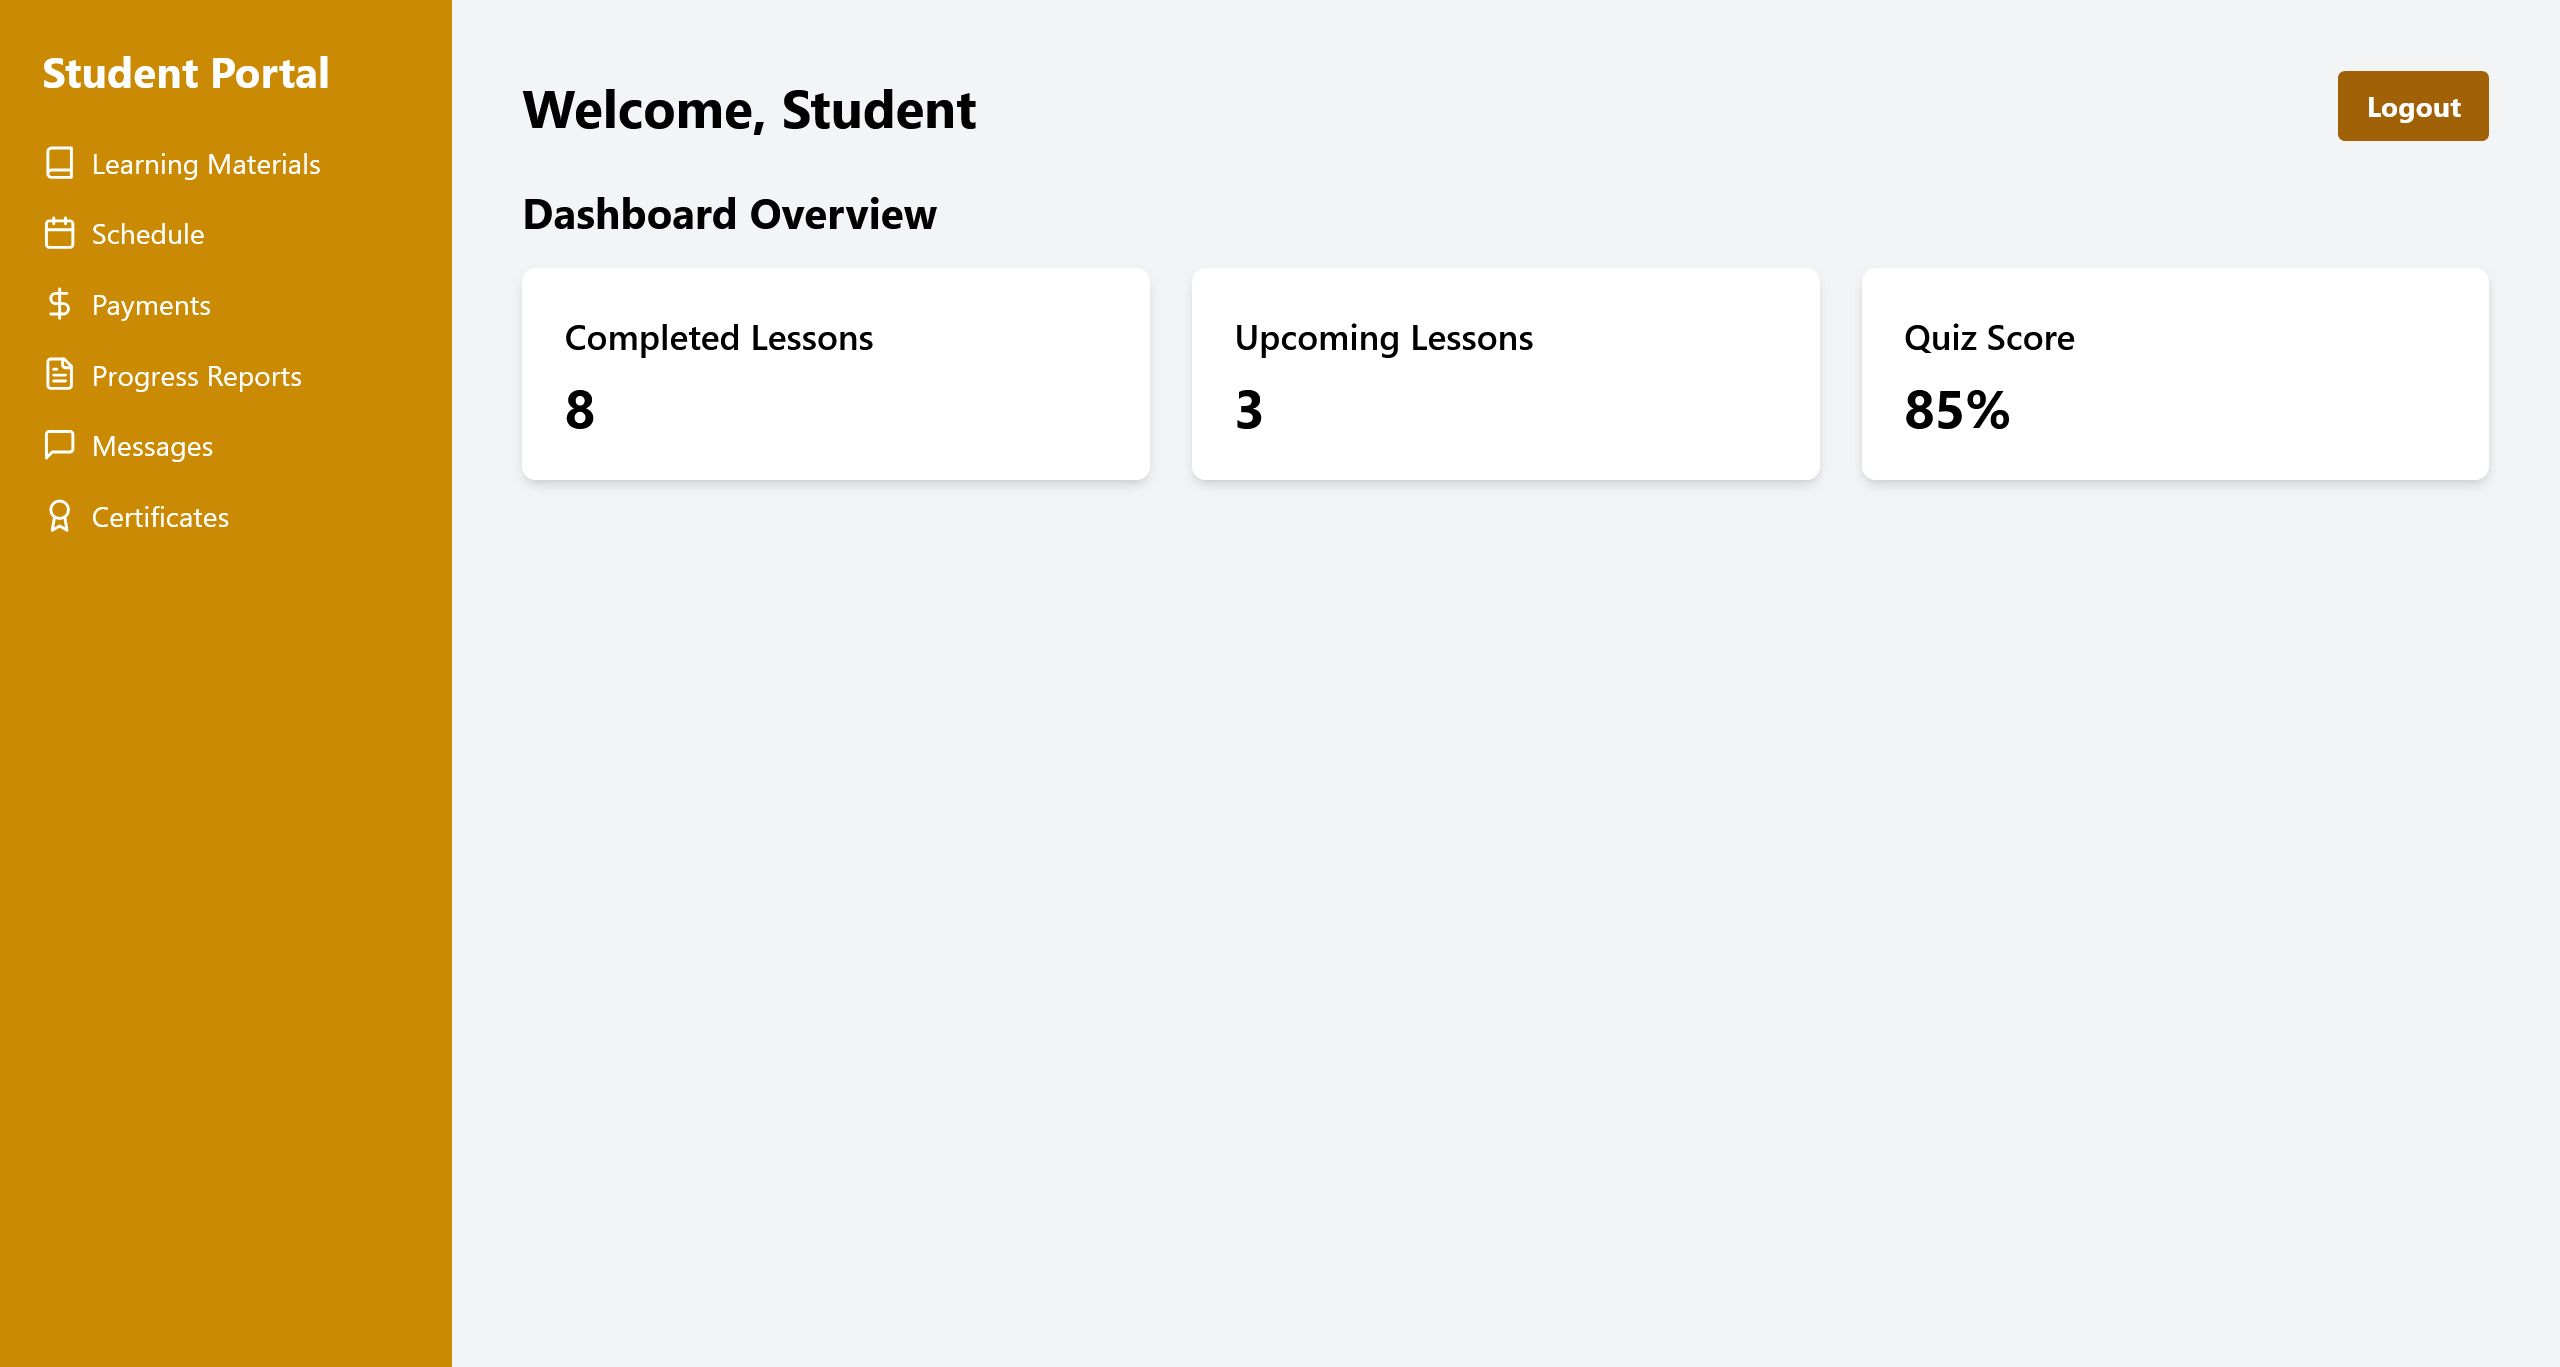 Student Portal
Learning Materials
Schedule
Payments
Progress Reports
Messages
Certificates
Welcome, Student
Logout
Dashboard Overview
Completed Lessons
8
Upcoming Lessons
3
Quiz Score
85%